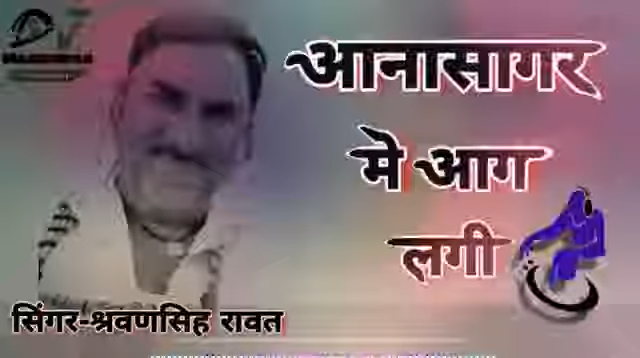 आनासागर
मे आग
लगी
सिंगर-श्रवणसिह रावत